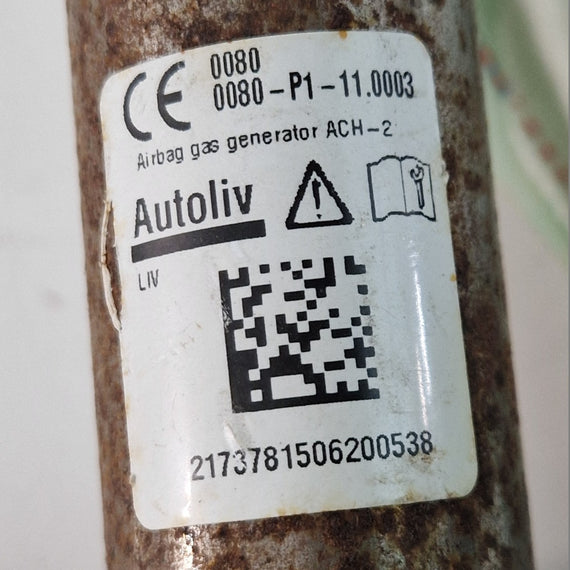 CE 0080
0080-P1-11.0003
Airbag gas generator ACH-2
Autoliv
LIV
2173781506200538